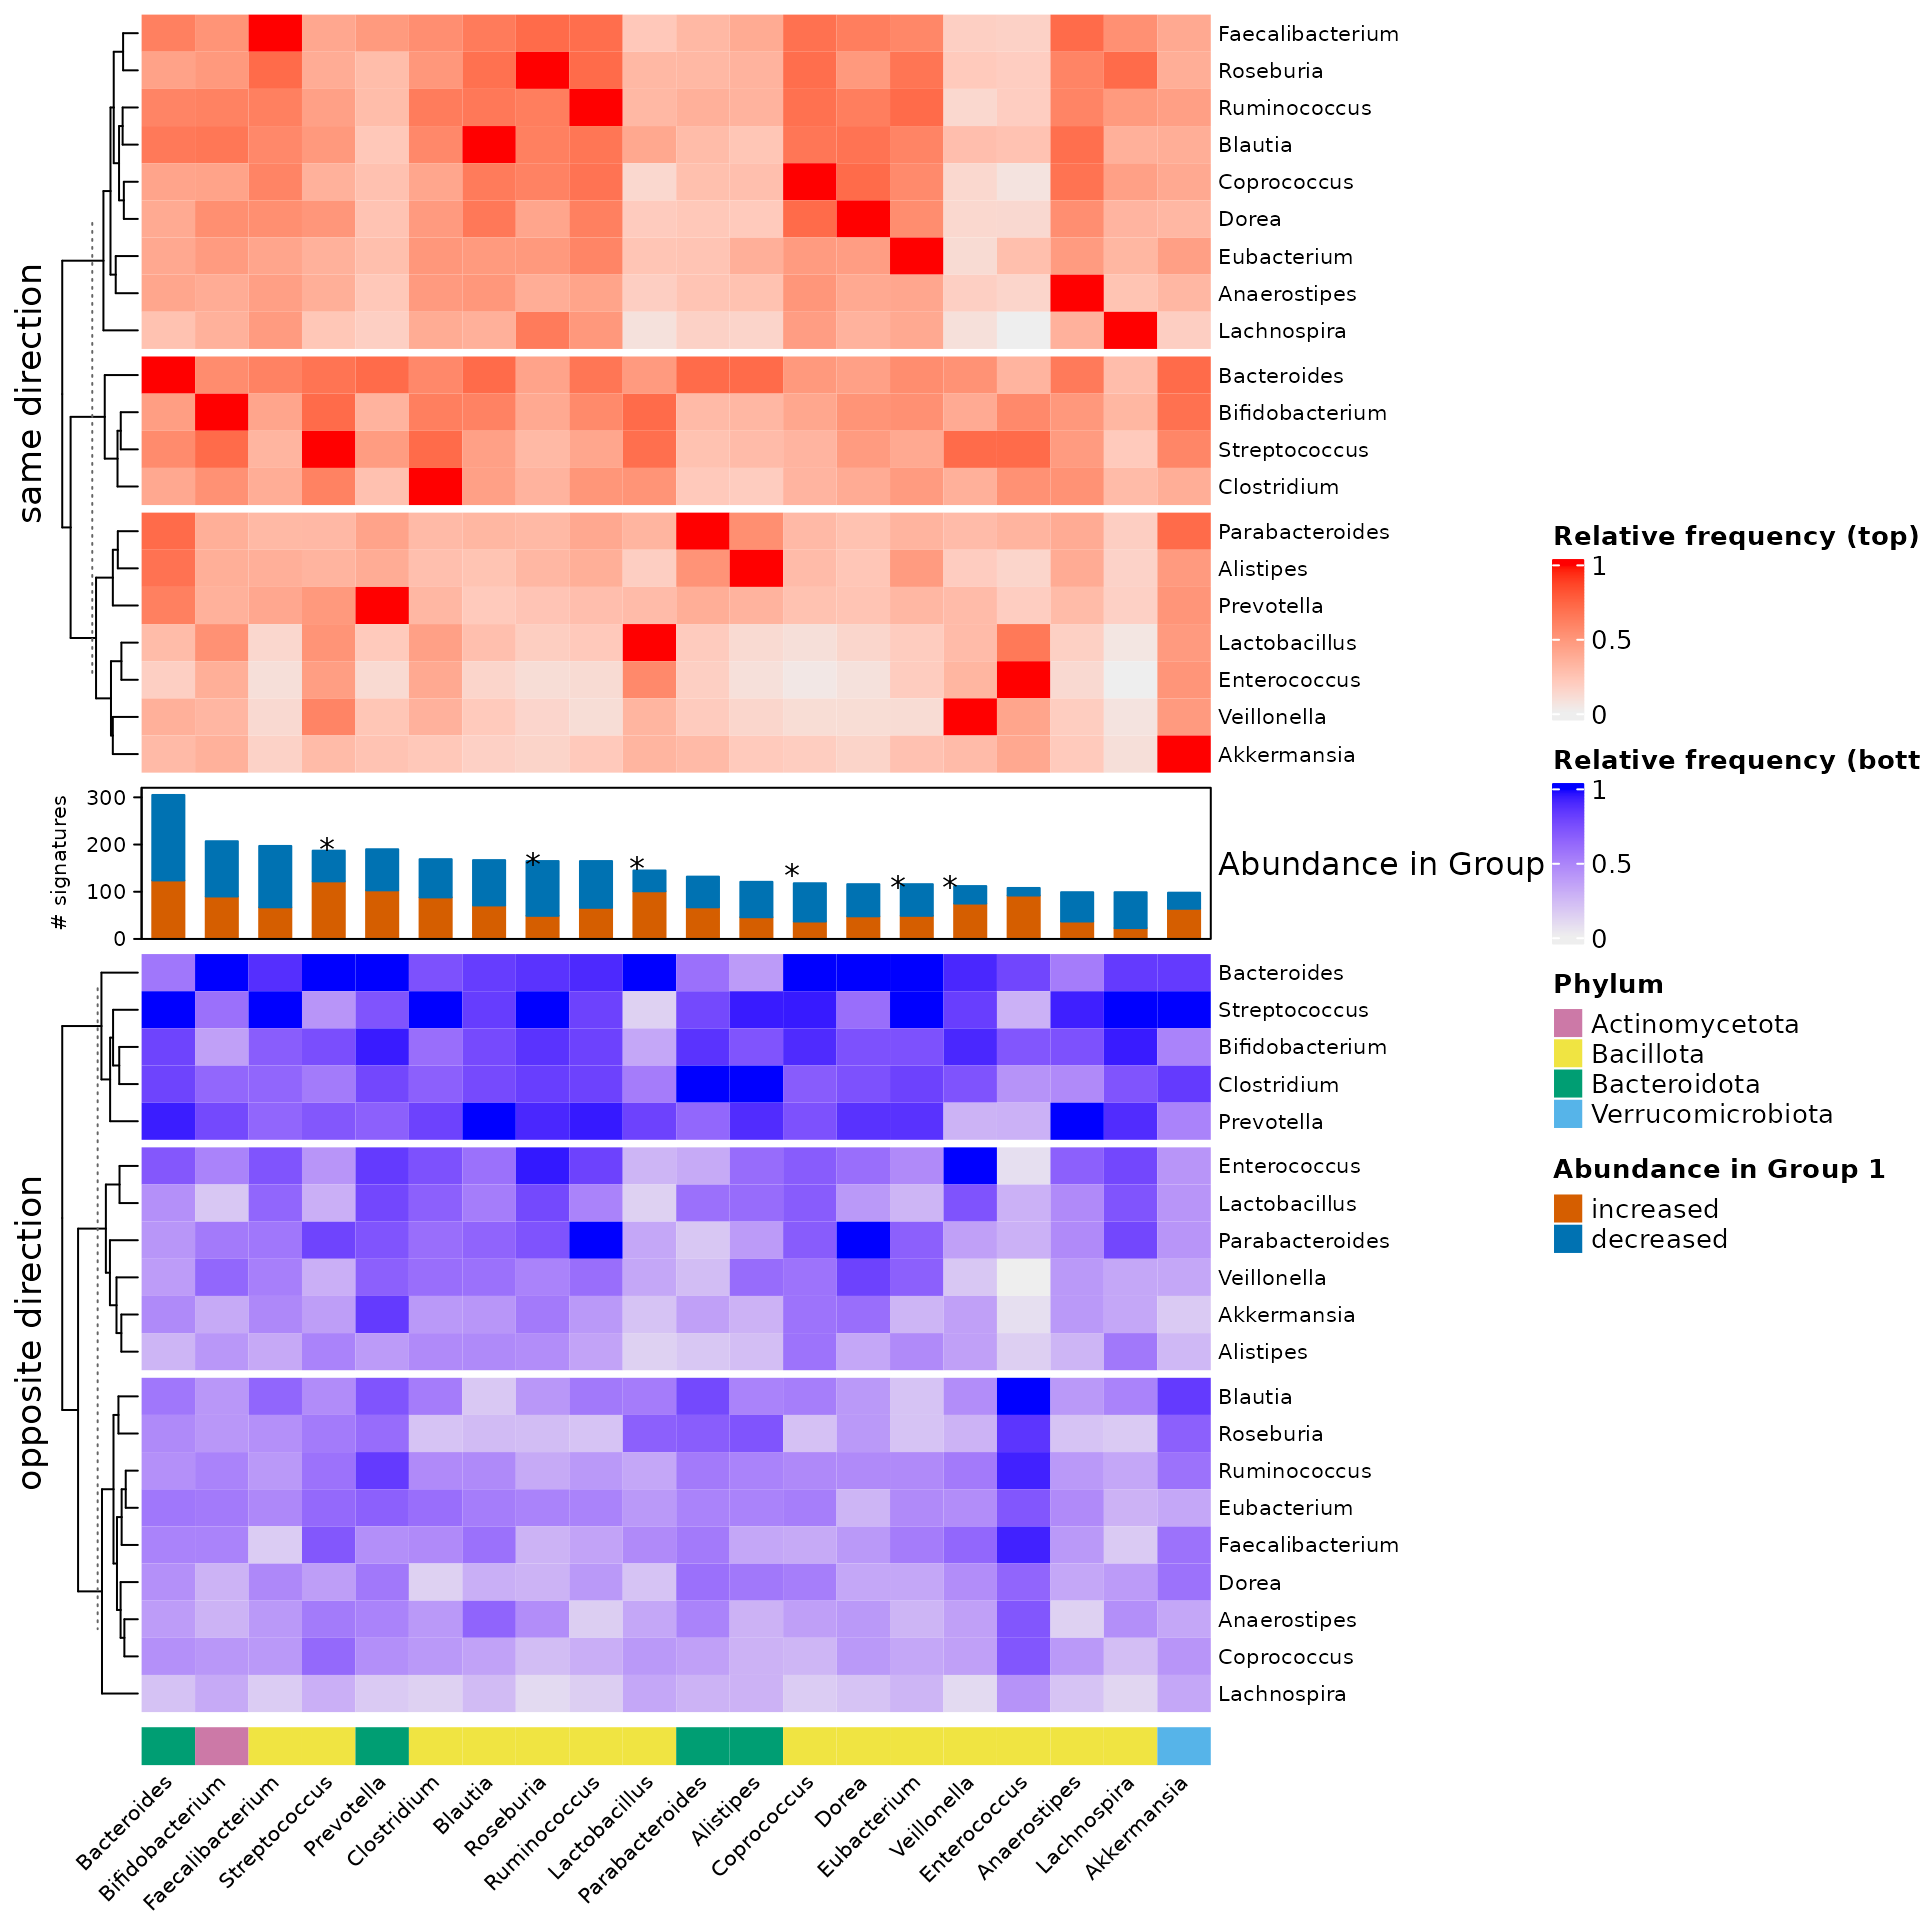 same direction
Faecalibacterium
Roseburia
Ruminococcus
Blautia
Coprococcus
Dorea
Eubacterium
Anaerostipes
Lachnospira
Bacteroides
Bifidobacterium
Streptococcus
Clostridium
Parabacteroides
Alistipes
Prevotella
Lactobacillus
Enterococcus
Veillonella
Akkermansia
# signatures
300
200
100
0
* * * * * *
Abundance in Group
opposite direction
Bacteroides
Streptococcus
Bifidobacterium
Clostridium
Prevotella
Enterococcus
Lactobacillus
Parabacteroides
Veillonella
Akkermansia
Alistipes
Blautia
Roseburia
Ruminococcus
Eubacterium
Faecalibacterium
Dorea
Anaerostipes
Coprococcus
Lachnospira
Bacteroides
Bifidobacterium
Faecalibacterium
Streptococcus
Prevotella
Clostridium
Blautia
Roseburia
Ruminococcus
Lactobacillus
Parabacteroides
Alistipes
Coprococcus
Dorea
Eubacterium
Veillonella
Enterococcus
Anaerostipes
Lachnospira
Akkermansia
Relative frequency (top)
1
0.5
0
Relative frequency (bott
1
0.5
0
Phylum
Actinomycetota
Bacillota
Bacteroidota
Verrucomicrobiota
Abundance in Group 1
increased
decreased